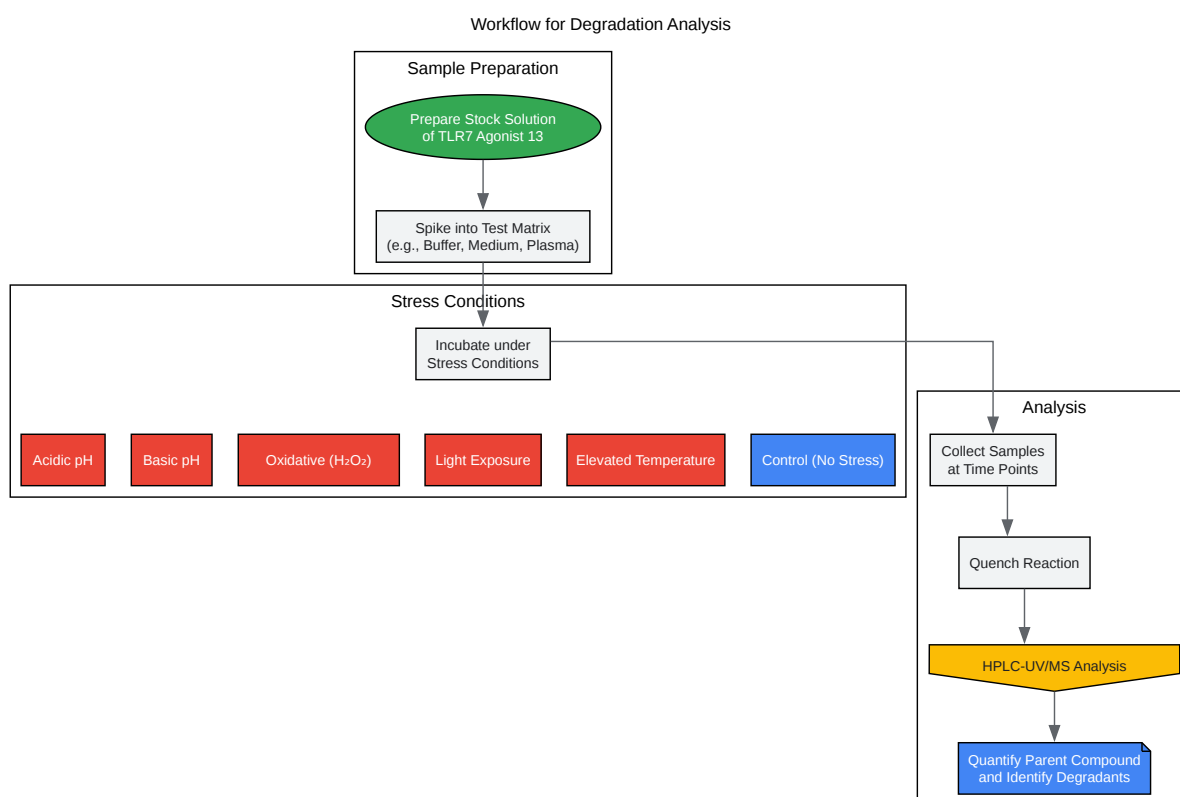 Workflow for Degradation Analysis
Sample Preparation
Prepare Stock Solution
of TLR7 Agonist 13
Spike into Test Matrix
(e.g., Buffer, Medium, Plasma)
Stress Conditions
Incubate under
Stress Conditions
Acidic pH
Basic pH
Oxidative (H₂O₂)
Light Exposure
Elevated Temperature
Control (No Stress)
Analysis
Collect Samples
at Time Points
Quench Reaction
HPLC-UV/MS Analysis
Quantify Parent Compound
and Identify Degradants